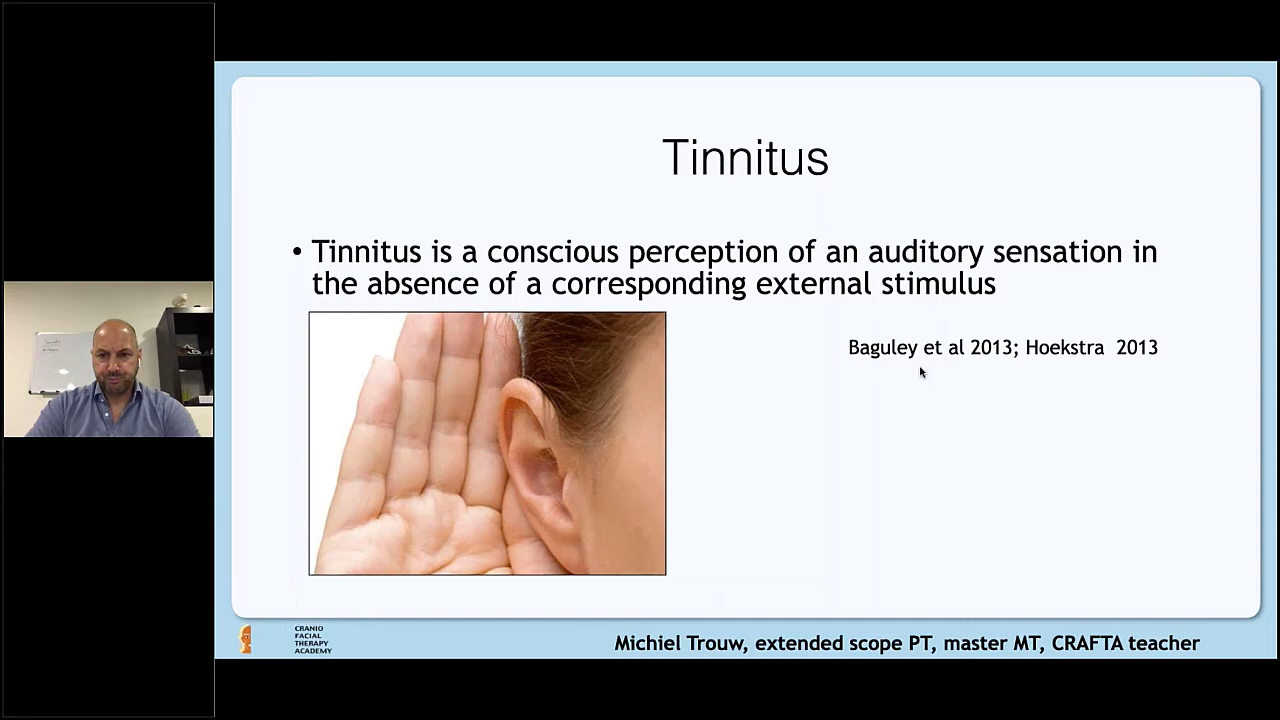 Tinnitus
• Tinnitus is a conscious perception of an auditory sensation in
the absence of a corresponding external stimulus
Baguley et al 2013; Hoekstra 2013
CRANIO
FACIAL
THERAPY
ACADEMY
Michiel Trouw, extended scope PT, master MT, CRAFTA teacher